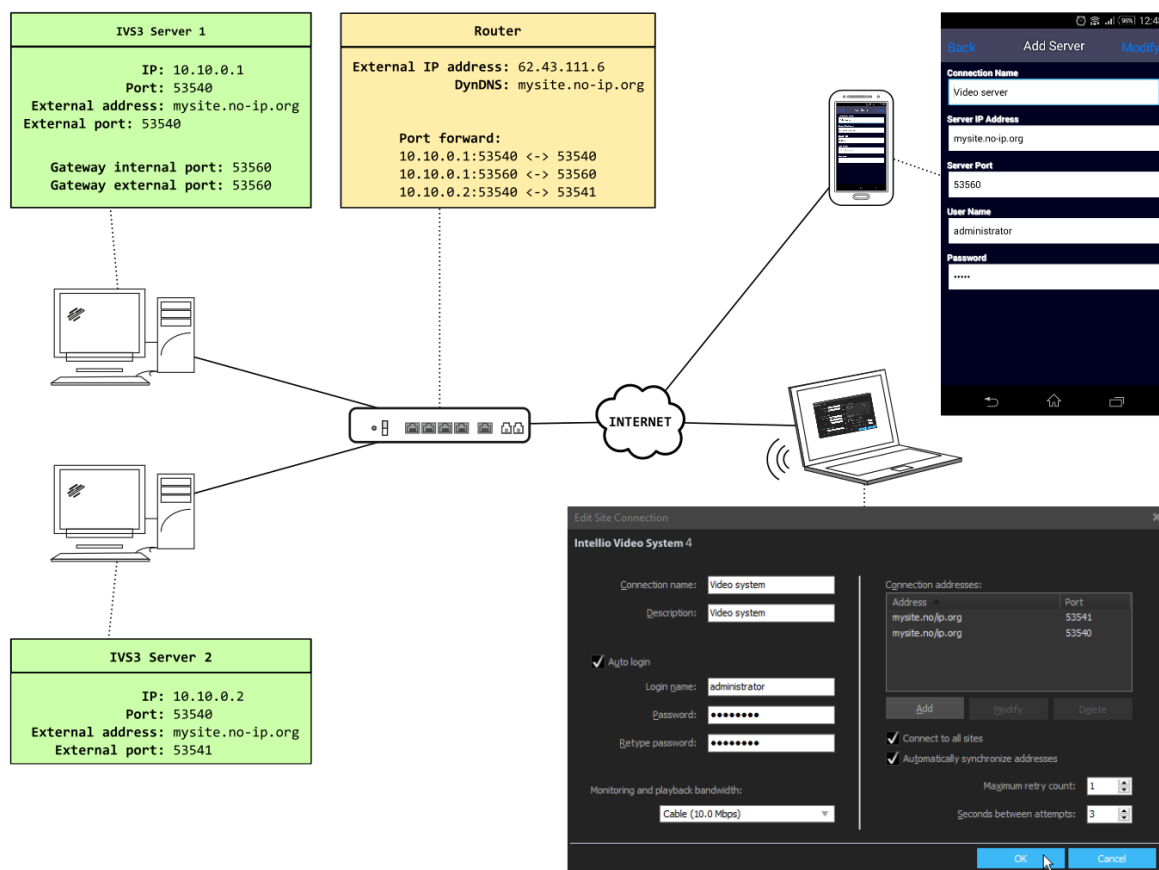 IVS3 Server 1
IP: 10.10.0.1
Port: 53540
External address: mysite.no-ip.org
External port: 53540
Gateway internal port: 53560
Gateway external port: 53560
Router
External IP address: 62.43.111.6
DynDNS: mysite.no-ip.org
Port forward:
10.10.0.1:53540 <-> 53540
10.10.0.1:53560 <-> 53560
10.10.0.2:53540 <-> 53541
96% 12:4
Back Add Server Modify
Connection Name
Video server
Server IP Address
mysite.no-ip.org
Server Port
53560
User Name
administrator
Password
•••••
INTERNET
IVS3 Server 2
IP: 10.10.0.2
Port: 53540
External address: mysite.no-ip.org
External port: 53541
Edit Site Connection
Intellio Video System 4
Connection name: Video system
Description: Video system
Auto login
Login name: administrator
Password: ●●●●●●●●
Retype password: ●●●●●●●●
Monitoring and playback bandwidth:
Cable (10.0 Mbps)
Connection addresses:
Address Port
mysite.no/ip.org 53541
mysite.no/ip.org 53540
Add Modify Delete
Connect to all sites
Automatically synchronize addresses
Maximum retry count: 1
Seconds between attempts: 3
OK Cancel